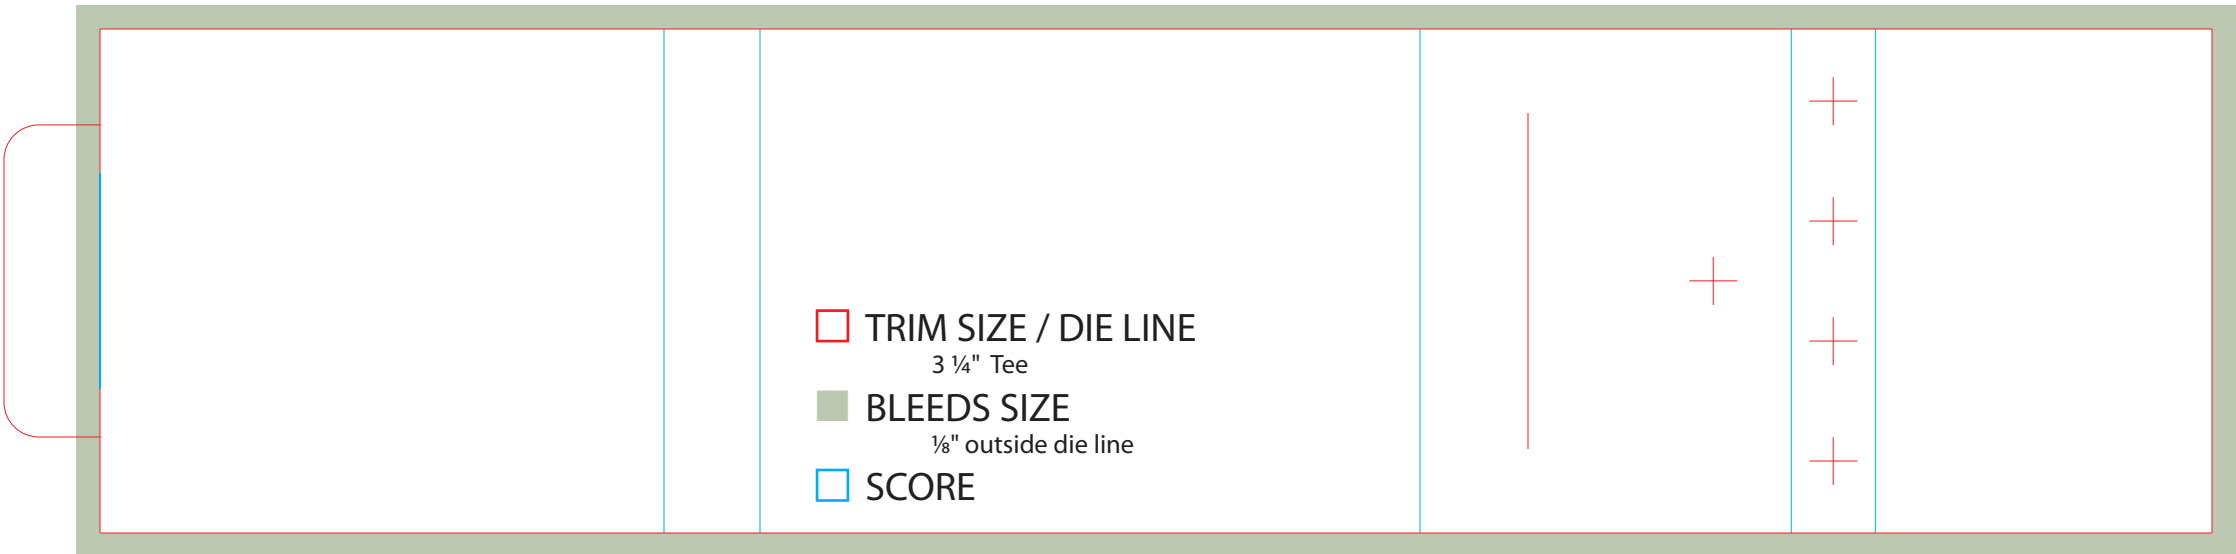 TRIM SIZE / DIE LINE
3 ¼" Tee
BLEEDS SIZE
⅛" outside die line
SCORE